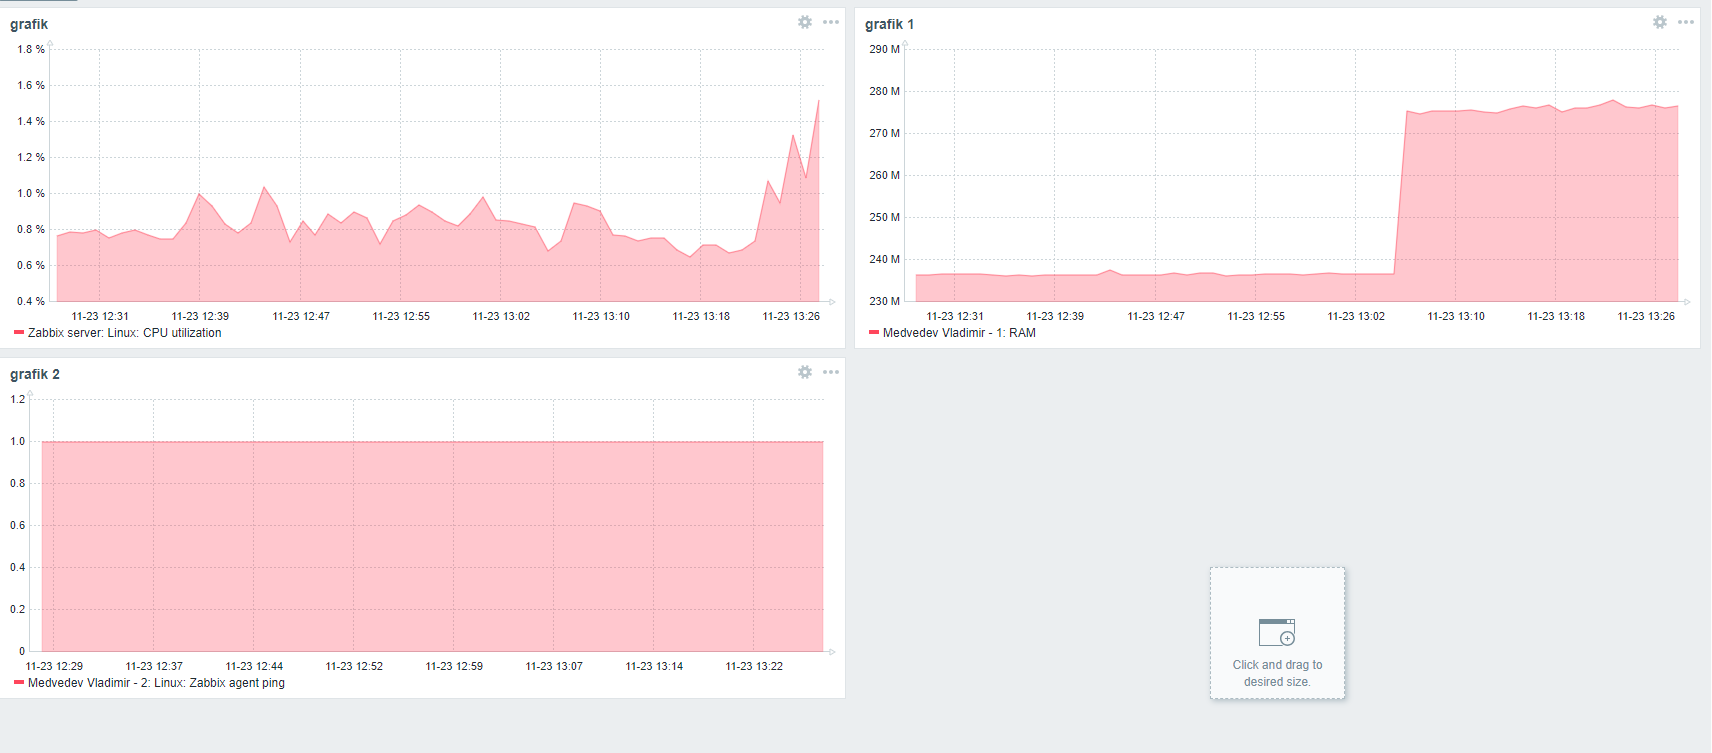 grafik
1.8 %
1.6 %
1.4 %
1.2 %
1.0 %
0.8 %
0.6 %
0.4 %
11-23 12:31 11-23 12:39 11-23 12:47 11-23 12:55 11-23 13:02 11-23 13:10 11-23 13:18 11-23 13:26
Zabbix server: Linux: CPU utilization
grafik 1
290 M
280 M
270 M
260 M
250 M
240 M
230 M
11-23 12:31 11-23 12:39 11-23 12:47 11-23 12:55 11-23 13:02 11-23 13:10 11-23 13:18 11-23 13:26
Medvedev Vladimir - 1: RAM
grafik 2
1.2
1.0
0.8
0.6
0.4
0.2
0
11-23 12:29 11-23 12:37 11-23 12:44 11-23 12:52 11-23 12:59 11-23 13:07 11-23 13:14 11-23 13:22
Medvedev Vladimir - 2: Linux: Zabbix agent ping
Click and drag to
desired size.